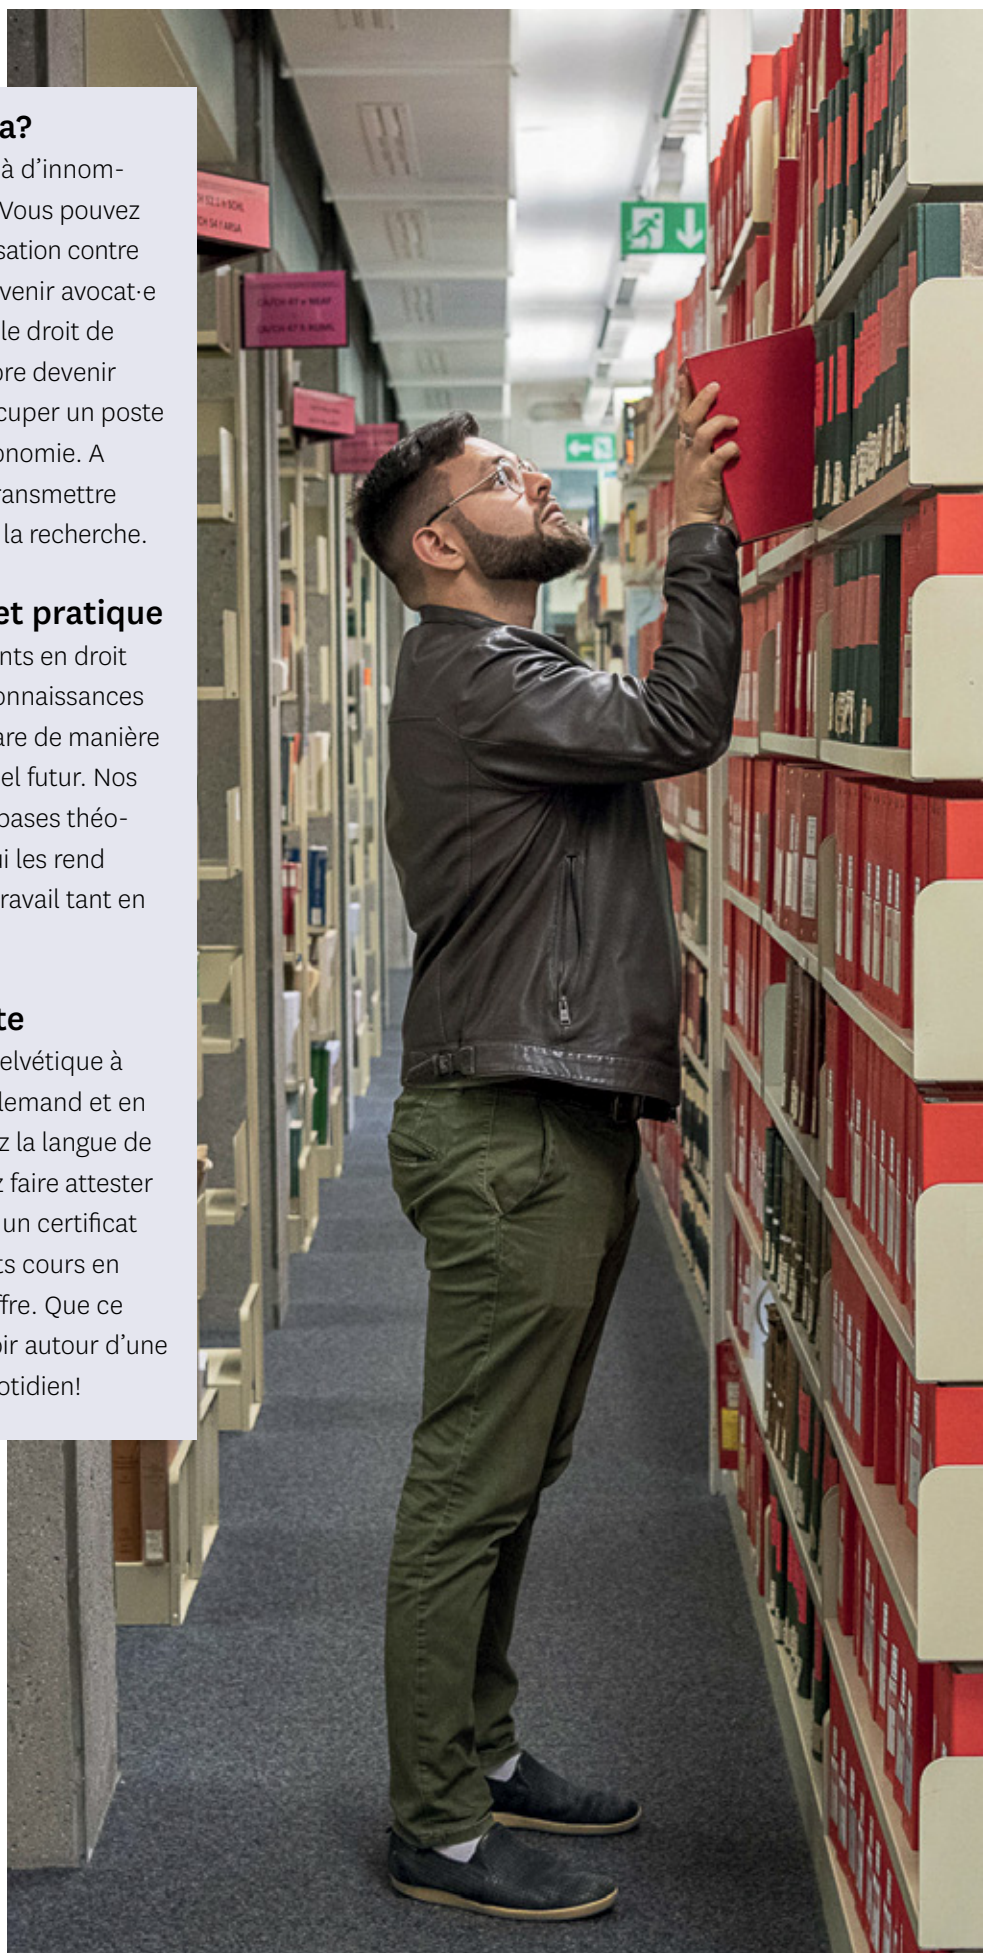 a?
à d’innom-
Vous pouvez
sation contre
venir avocat·e
le droit de
ore devenir
cuper un poste
onomie. A
ransmettre
la recherche.
et pratique
nts en droit
onnaissances
are de manière
el futur. Nos
bases théo-
ui les rend
ravail tant en
te
elvétique à
lemand et en
z la langue de
z faire attester
un certificat
ts cours en
ffre. Que ce
oir autour d’une
otidien!